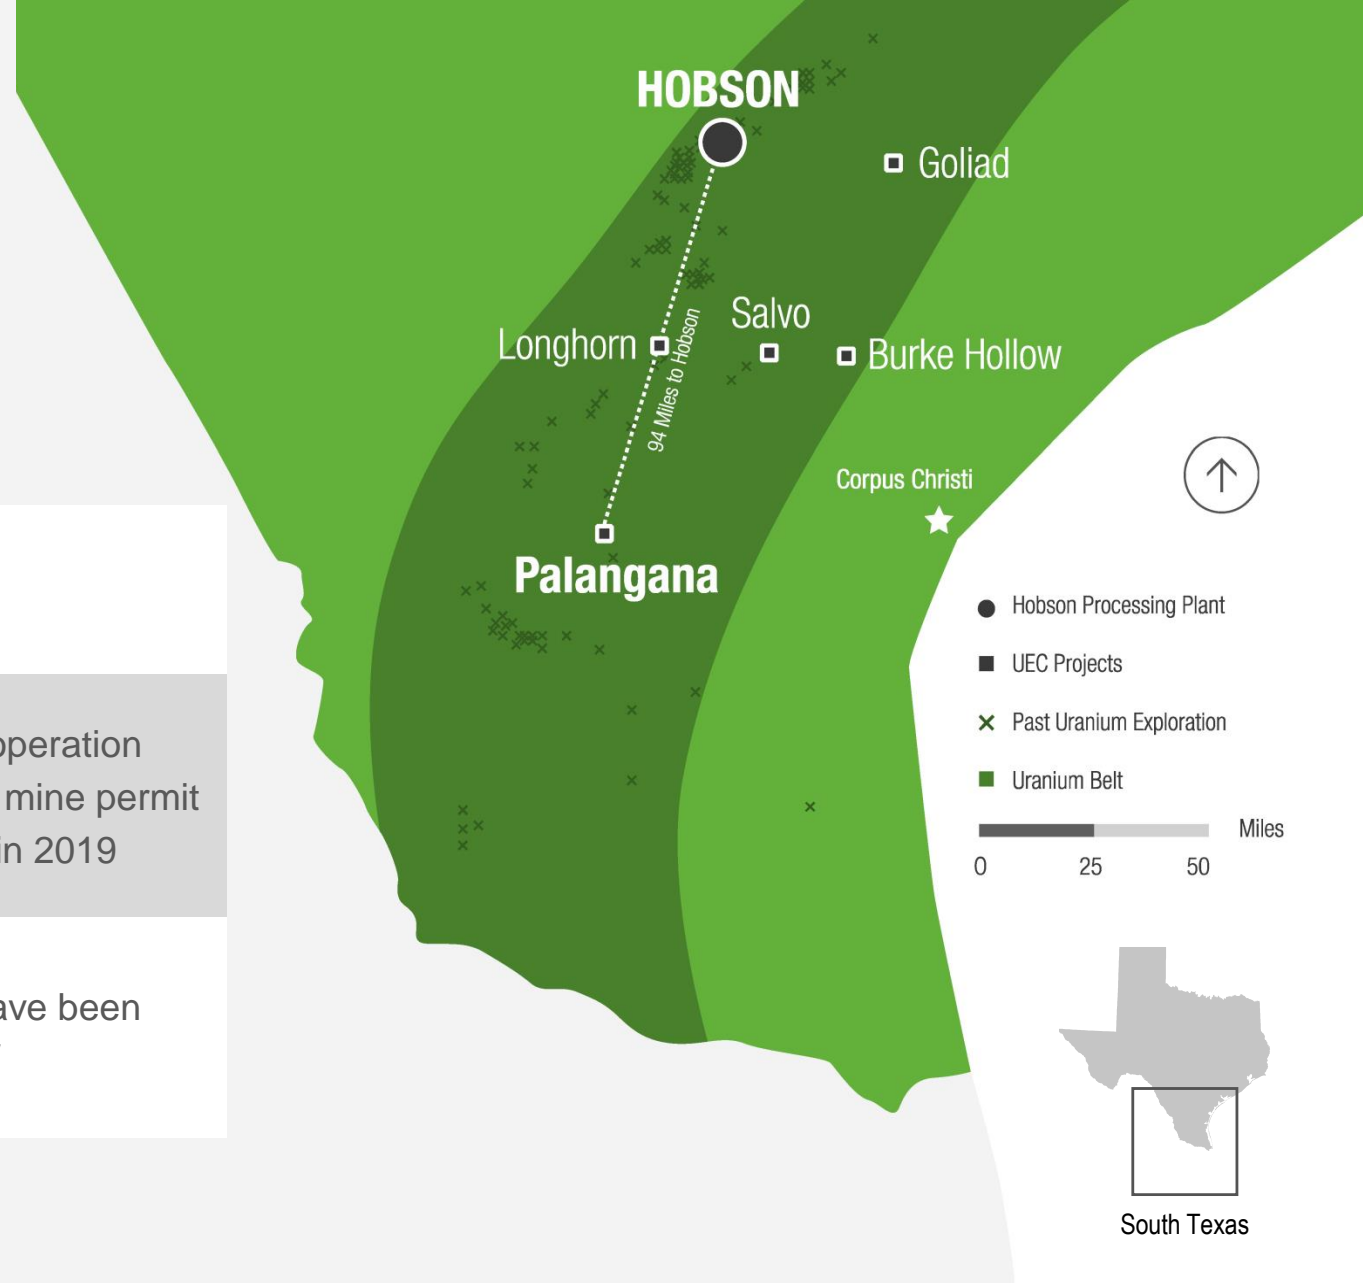 HOBSON
Goliad
Salvo
Longhorn
Burke Hollow
94 Miles to Hobson
Corpus Christi
Palangana
Hobson Processing Plant
UEC Projects
Past Uranium Exploration
Uranium Belt
Miles
0 25 50
South Texas
operation
mine permit
in 2019
ave been